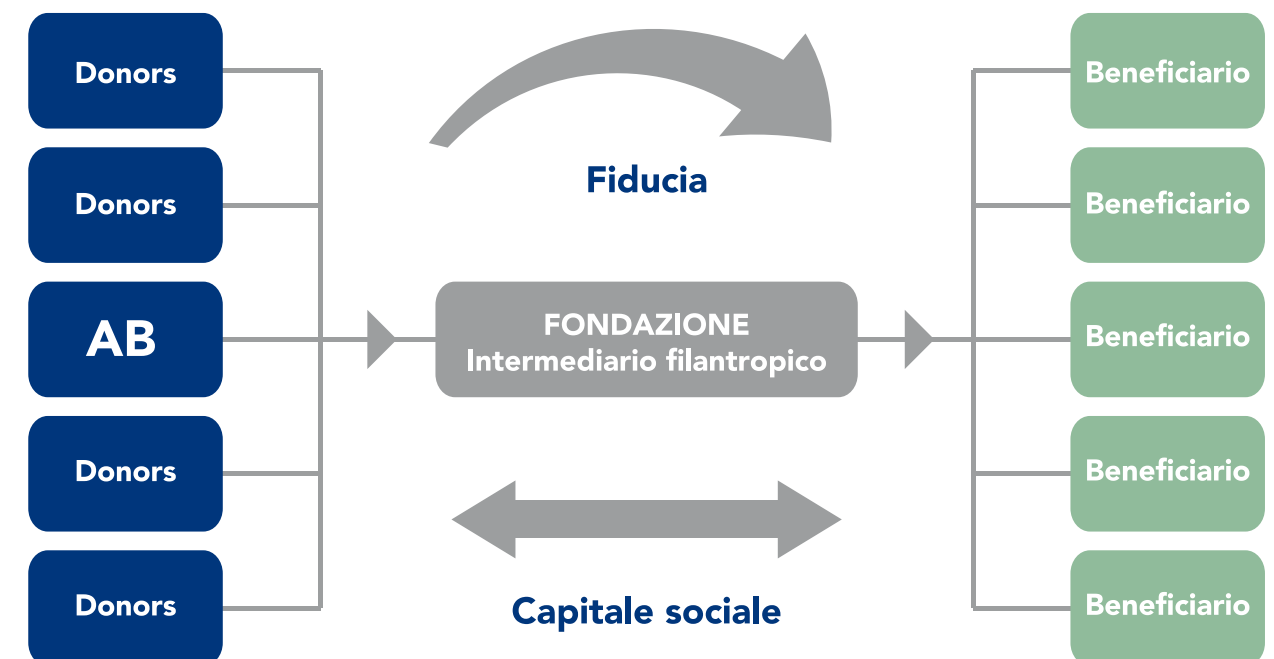 Donors
Donors
AB
Donors
Donors
Fiducia
FONDAZIONE
Intermediario filantropico
Capitale sociale
Beneficiario
Beneficiario
Beneficiario
Beneficiario
Beneficiario